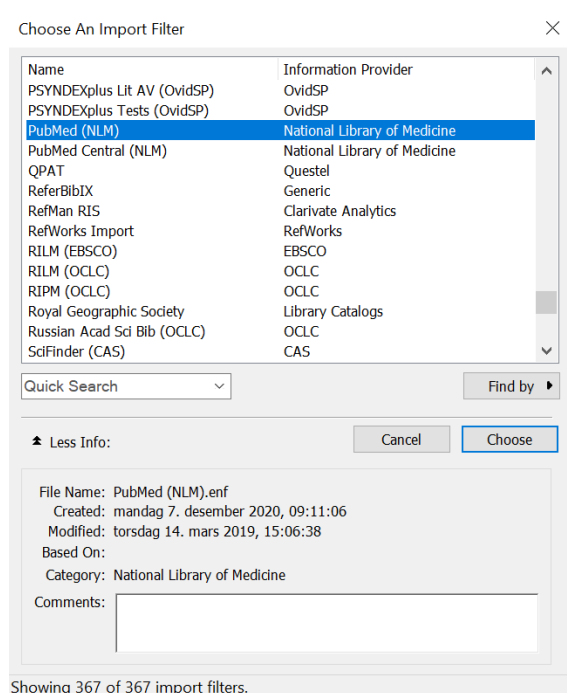 Choose An Import Filter
Name Information Provider
PSYNDEXplus Lit AV (OvidSP) OvidSP
PSYNDEXplus Tests (OvidSP) OvidSP
PubMed (NLM) National Library of Medicine
PubMed Central (NLM) National Library of Medicine
QPAT Questel
ReferBibIX Generic
RefMan RIS Clarivate Analytics
RefWorks Import RefWorks
RILM (EBSCO) EBSCO
RILM (OCLC) OCLC
RIPM (OCLC) OCLC
Royal Geographic Society Library Catalogs
Russian Acad Sci Bib (OCLC) OCLC
SciFinder (CAS) CAS
Quick Search Find by
Less Info: Cancel Choose
File Name: PubMed (NLM).enf
Created: mandag 7. desember 2020, 09:11:06
Modified: torsdag 14. mars 2019, 15:06:38
Based On:
Category: National Library of Medicine
Comments:
Showing 367 of 367 import filters.